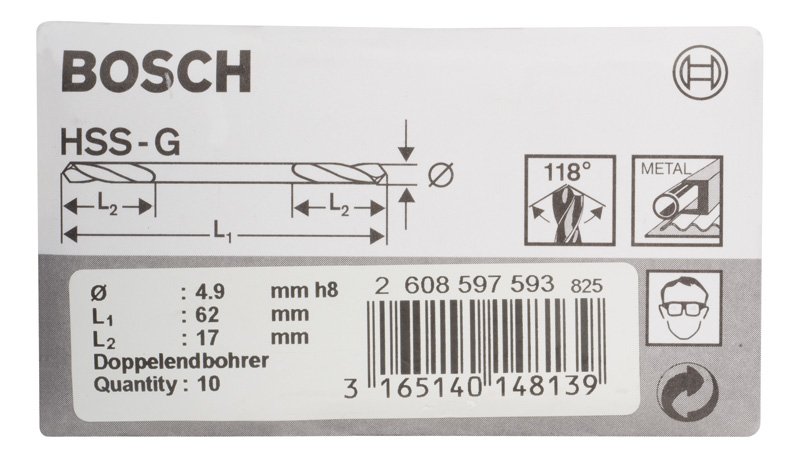 BOSCH
HSS-G
Ø
L2
L2
L1
118°
METAL
Ø : 4.9 mm h8
L1 : 62 mm
L2 : 17 mm
Doppelendbohrer
Quantity : 10
2 608 597 593 825
3 165140 148139